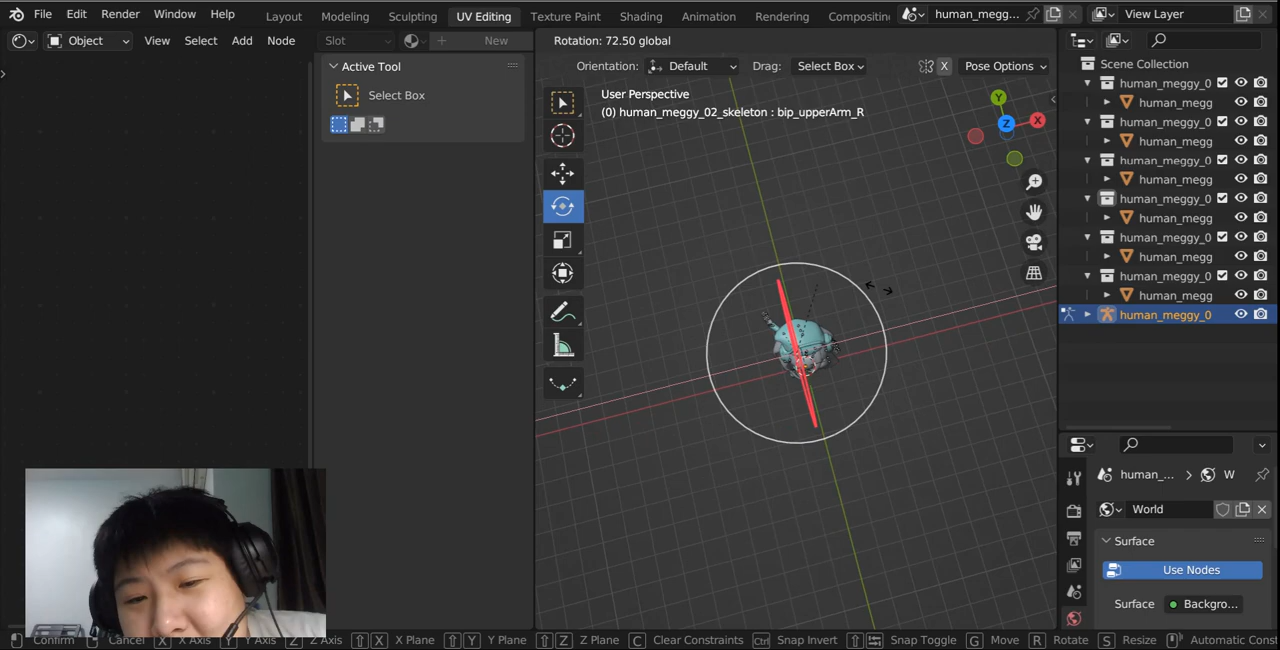 File Edit Render Window Help Layout Modeling Sculpting UV Editing Texture Paint Shading Animation Rendering Compositin human_megg... View Layer
Object View Select Add Node Slot New Rotation: 72.50 global
Orientation: Default Drag: Select Box X Pose Options
Active Tool
Select Box
User Perspective
(0) human_meggy_02_skeleton : bip_upperArm_R
Y
Z
X
Scene Collection
human_meggy_0
human_megg
human_meggy_0
human_megg
human_meggy_0
human_megg
human_meggy_0
human_megg
human_meggy_0
human_megg
human_meggy_0
human_megg
human_meggy_0
human_... W
World
Surface
Use Nodes
Surface Backgro...
Confirm Cancel X X Axis Y Y Axis Z Z Axis X X Plane Y Y Plane Z Z Plane C Clear Constraints Ctrl Snap Invert Snap Toggle G Move R Rotate S Resize Automatic Const